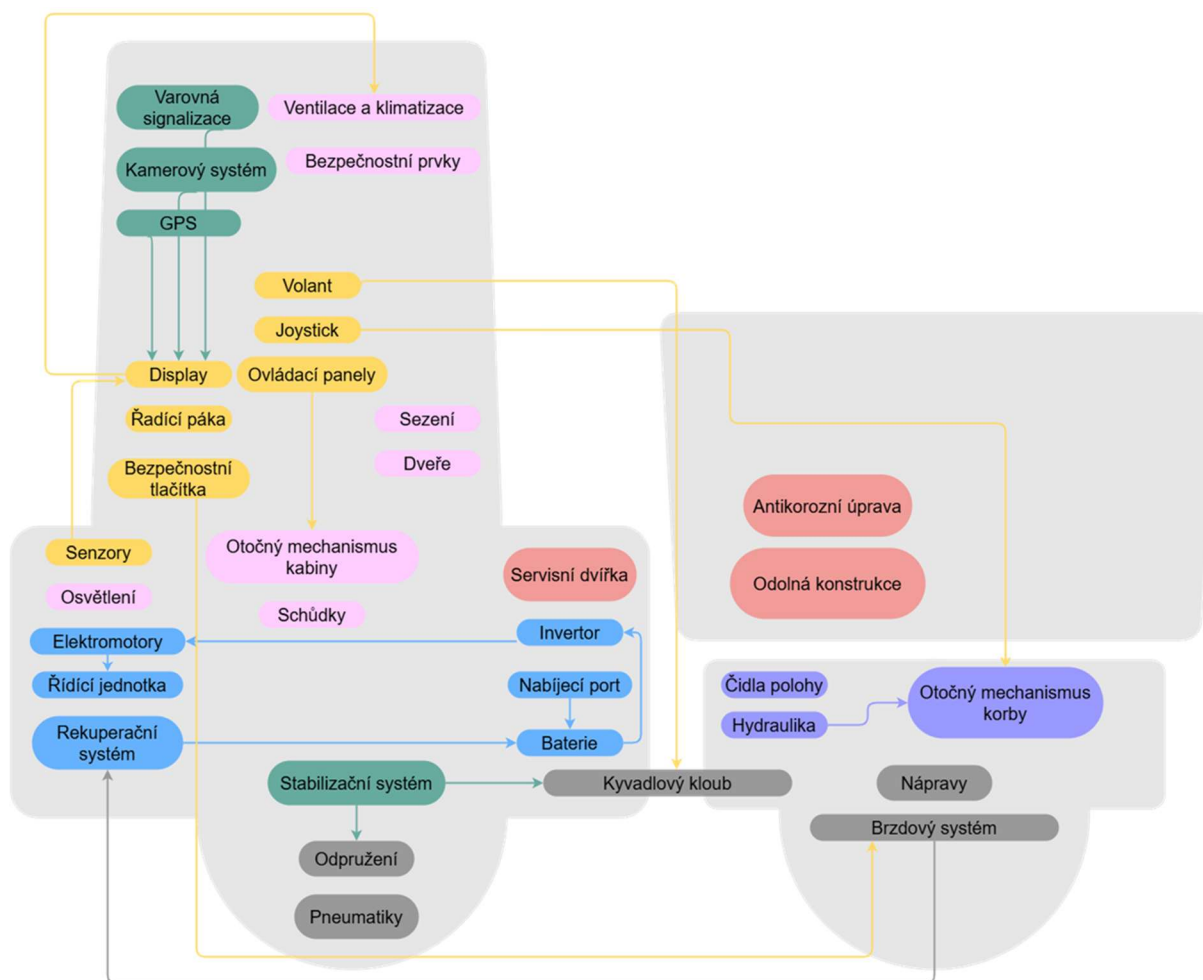 Varovná
signalizace
Ventilace a klimatizace
Kamerový systém
Bezpečnostní prvky
GPS
Volant
Joystick
Display
Ovládací panely
Řadící páka
Sezení
Bezpečnostní
tlačítka
Dveře
Antikorozní úprava
Senzory
Otočný mechanismus
kabiny
Servisní dvířka
Odolná konstrukce
Osvětlení
Schůdky
Elektromotory
Invertor
Řídící jednotka
Nabíjecí port
Čidla polohy
Otočný mechanismus
korby
Hydraulika
Rekuperační
systém
Baterie
Stabilizační systém
Kyvadlový kloub
Nápravy
Brzdový systém
Odpružení
Pneumatiky